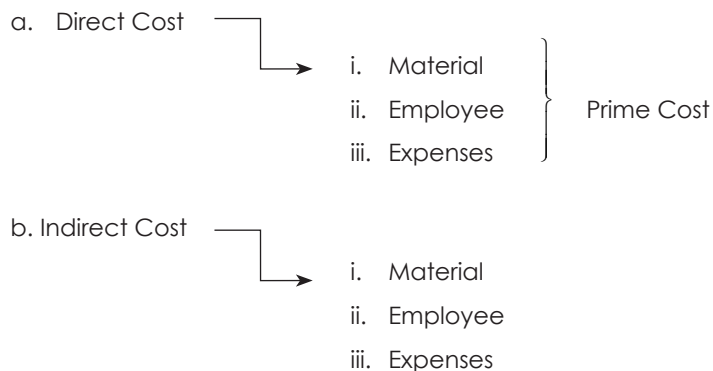 a. Direct Cost
i. Material
ii. Employee
iii. Expenses
Prime Cost
b. Indirect Cost
i. Material
ii. Employee
iii. Expenses